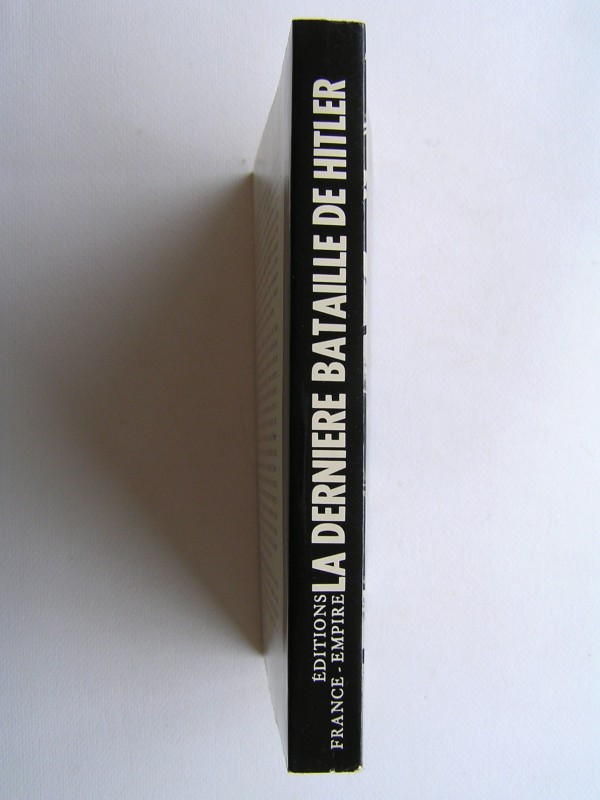 LA DERNIERE BATAILLE DE HITLER
ÉDITIONS
FRANCE - EMPIRE